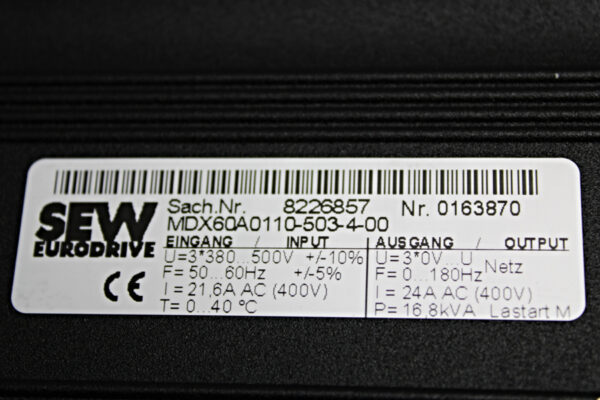 SEW
EURODRIVE
CE
Sach.Nr. 8226857 Nr. 0163870
MDX60A0110-503-4-00
EINGANG / INPUT
U=3*380...500V +/-10%
F= 50...60Hz +/-5%
I = 21,6A AC (400V)
T= 0...40 °C
AUSGANG / OUTPUT
U= 3*0V...U Netz
F= 0...180Hz
I = 24A AC (400V)
P= 16,8kVA Lastart M